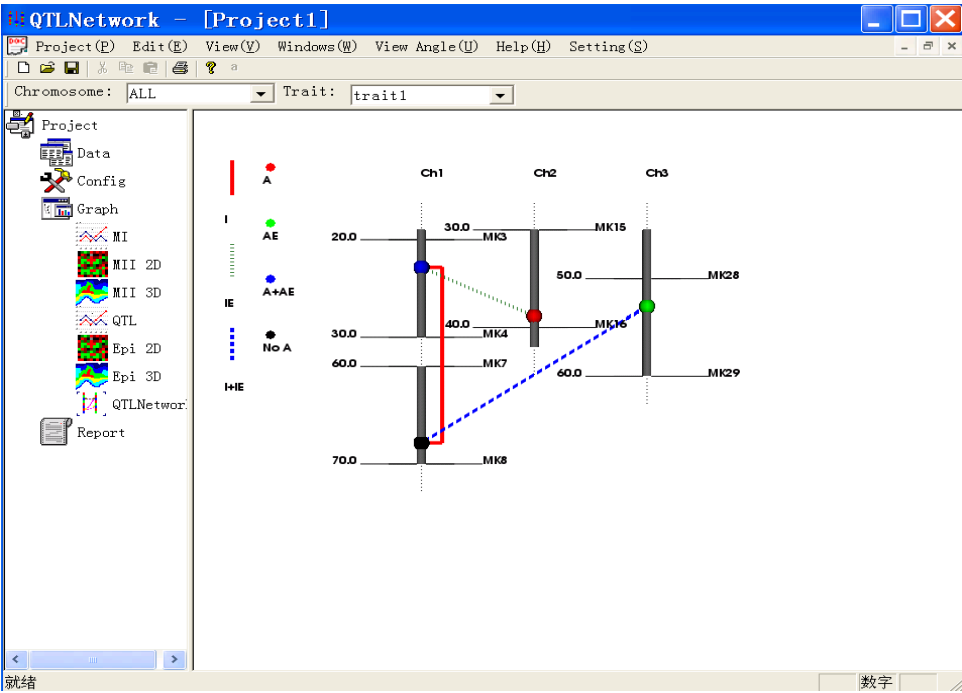 QTLNetwork - [Project1]
Project(P) Edit(E) View(V) Windows(W) View Angle(U) Help(H) Setting(S)
Chromosome: ALL Trait: trait1
Project
Data
Config
Graph
MI
MII 2D
MII 3D
QTL
Epi 2D
Epi 3D
QTLNetwor
Report
A
I
AE
IE
A+AE
No A
I+IE
Ch1 Ch2 Ch3
20.0 MK3
30.0 MK15
50.0 MK28
30.0 MK4
40.0 MK16
60.0 MK7
60.0 MK29
70.0 MK8
就绪 数字